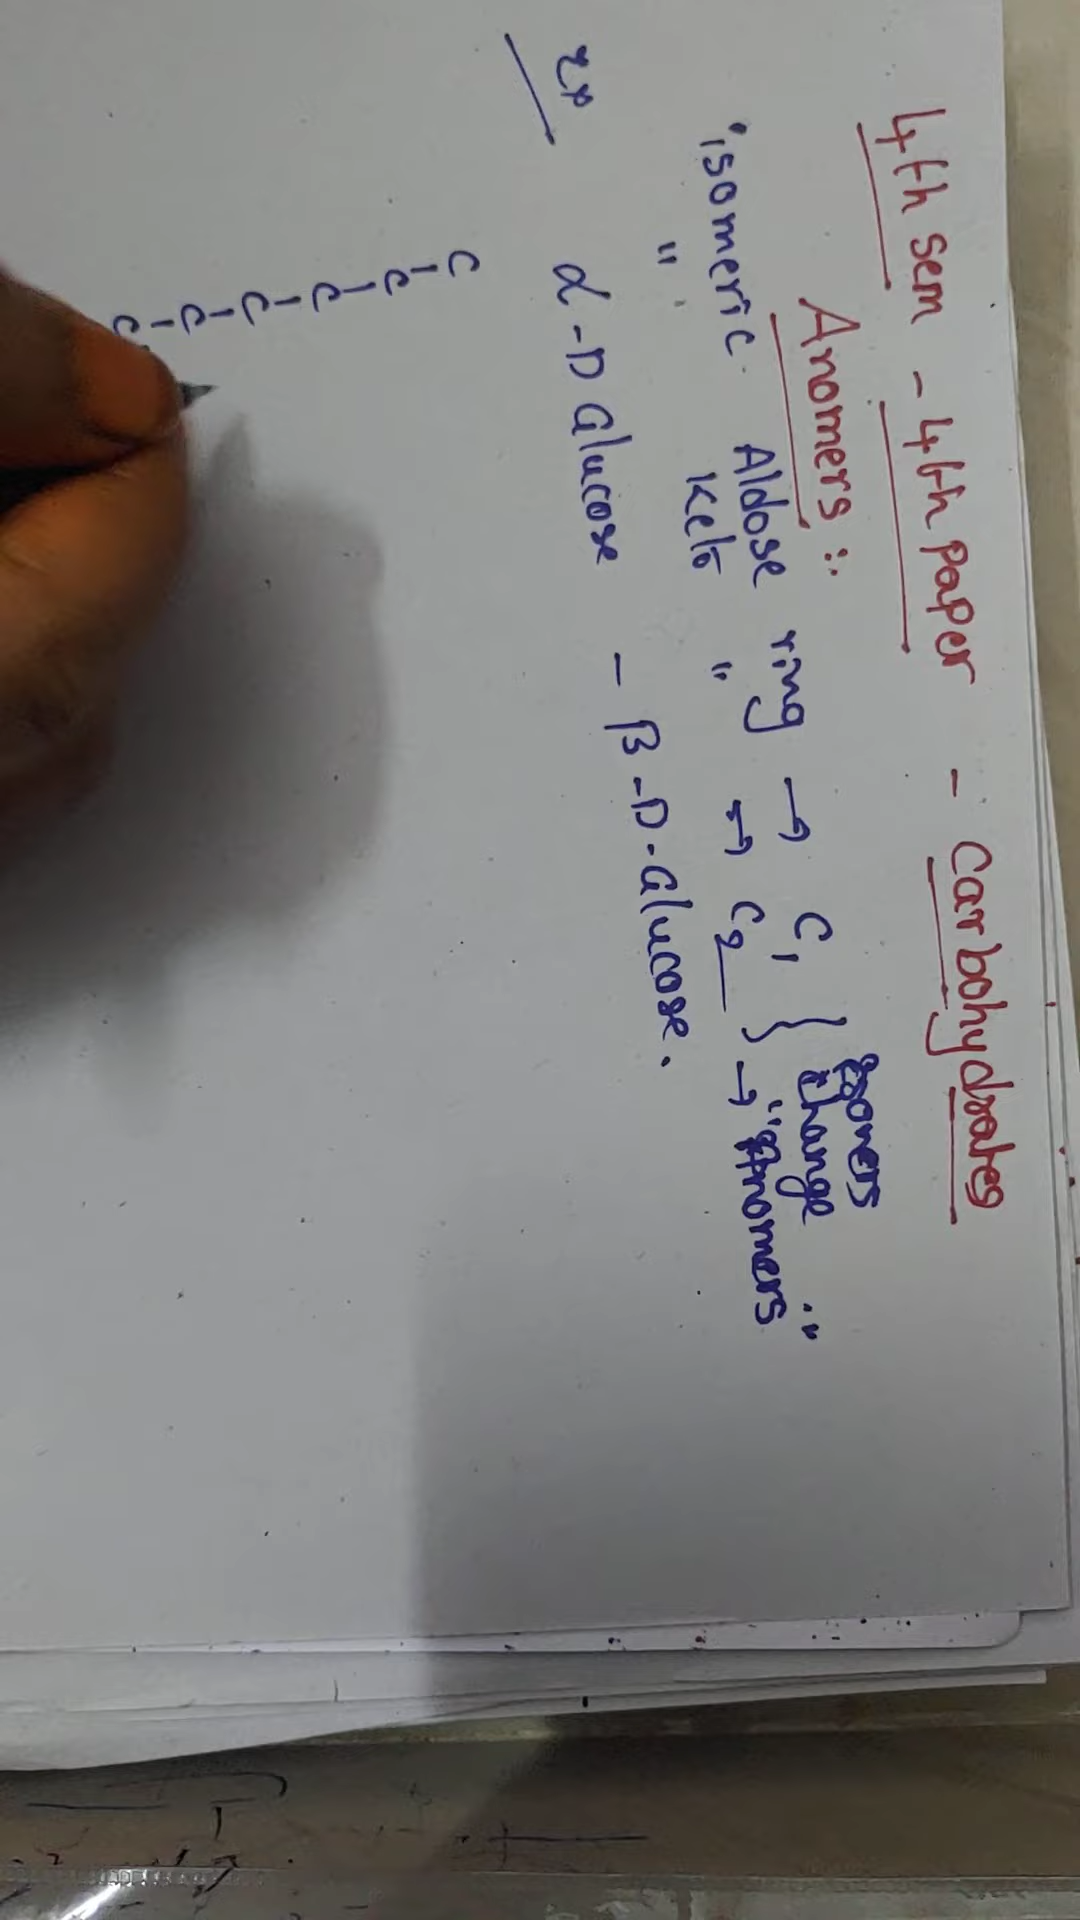 4th sem - 4th paper - Carbohydrates
Anomers :-
isomeric Aldose ring → C1 } change
" Keto " → C2 } → "Anomers"
ex
α - D Glucose - β - D - Glucose.
C-C-C-C-C-C